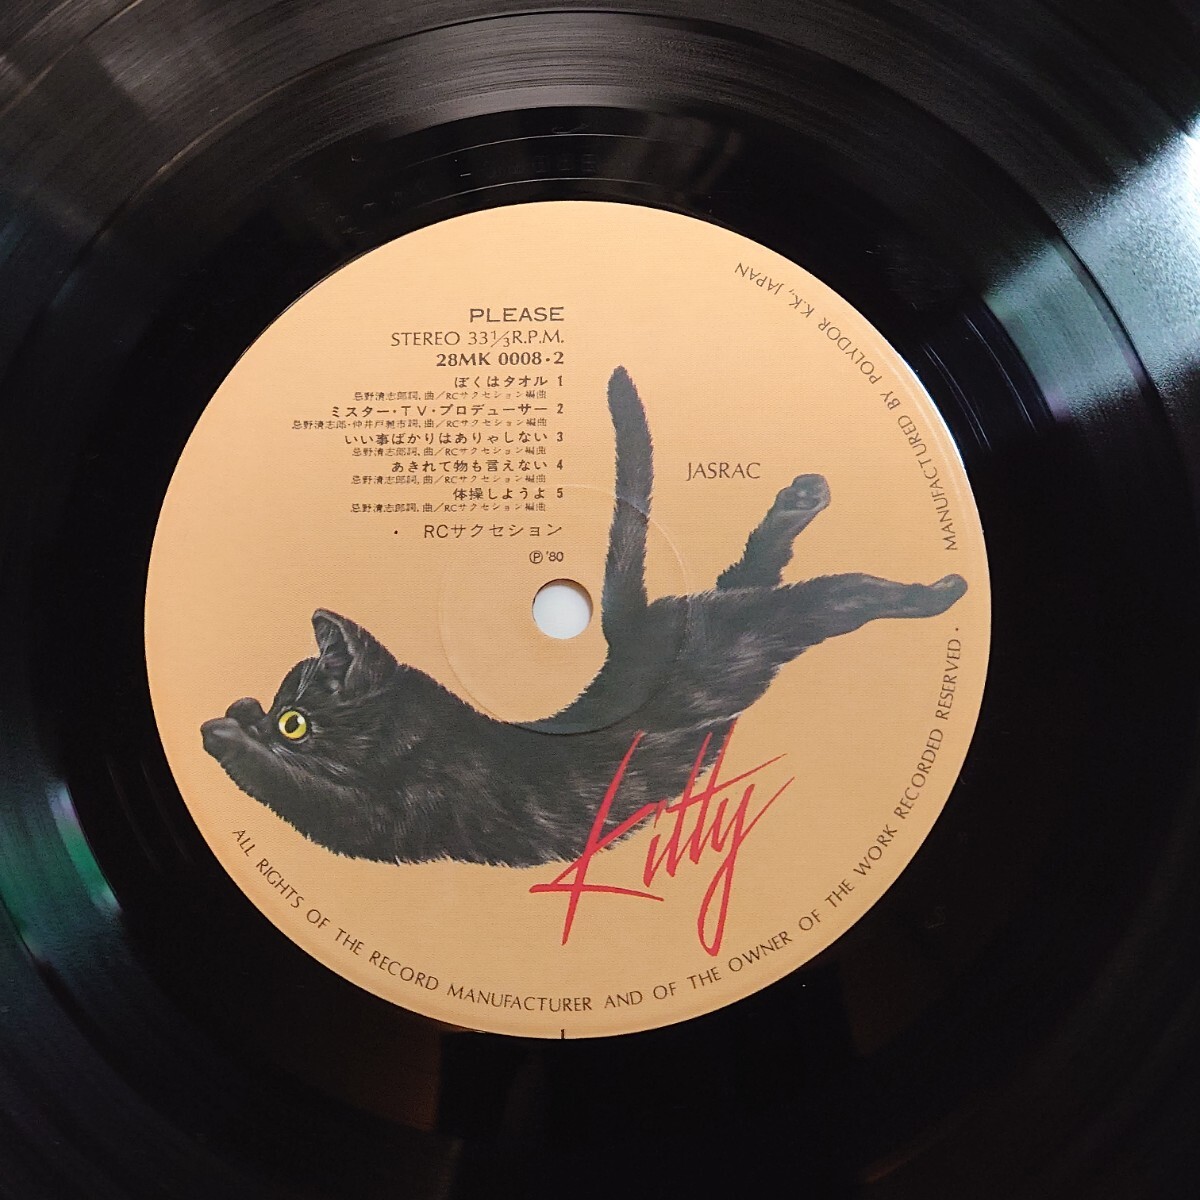 PLEASE
STEREO 33⅓R.P.M.
28MK 0008・2
ぼくはタオル 1
忌野清志郎詞,曲/RCサクセション編曲
ミスター・TV・プロデューサー 2
忌野清志郎・仲井戸麗市詞,曲/RCサクセション編曲
いい事ばかりはありゃしない 3
忌野清志郎詞,曲/RCサクセション編曲
あきれて物も言えない 4
忌野清志郎詞,曲/RCサクセション編曲
体操しようよ 5
忌野清志郎詞,曲/RCサクセション編曲
・ RCサクセション
Ⓟ'80
JASRAC
Kitty
ALL RIGHTS OF THE RECORD MANUFACTURER AND OF THE OWNER OF THE WORK RECORDED RESERVED・
MANUFACTURED BY POLYDOR K.K., JAPAN